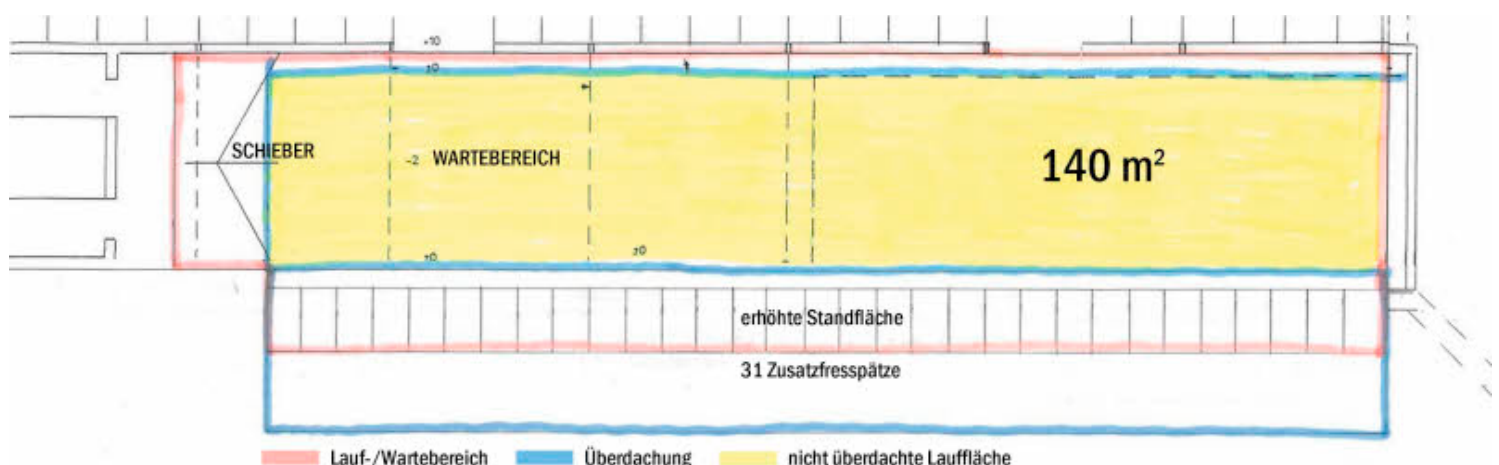 +10
±0
SCHIEBER
-2 WARTEBEREICH
140 m²
±0
±0
erhöhte Standfläche
31 Zusatzfresspätze
Lauf-/Wartebereich Überdachung nicht überdachte Lauffläche